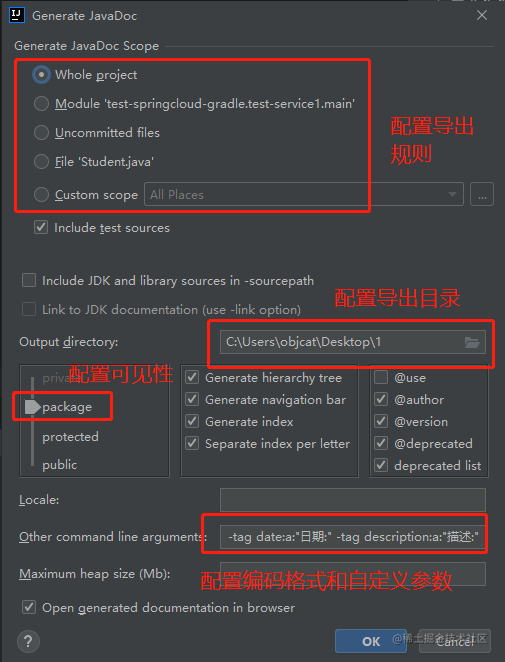 Generate JavaDoc
Generate JavaDoc Scope
Whole project
Module 'test-springcloud-gradle.test-service1.main'
配置导出
规则
Uncommitted files
File 'Student.java'
Custom scope All Places ...
Include test sources
Include JDK and library sources in -sourcepath
配置导出目录
Link to JDK documentation (use -link option)
Output directory: C:\Users\objcat\Desktop\1
配置可见性
private
package
protected
public
Generate hierarchy tree
Generate navigation bar
Generate index
Separate index per letter
@use
@author
@version
@deprecated
deprecated list
Locale:
Other command line arguments: -tag date:a:"日期:" -tag description:a:"描述:"
Maximum heap size (Mb):
配置编码格式和自定义参数
Open generated documentation in browser
?
OK
Cancel
@稀土掘金技术社区